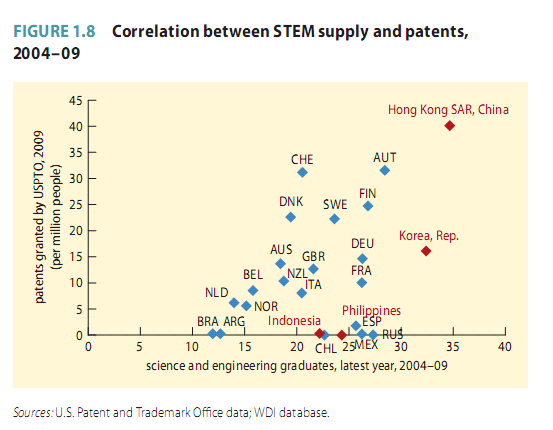 FIGURE 1.8 Correlation between STEM supply and patents,
2004–09
patents granted by USPTO, 2009
(per million people)
45
40
35
30
25
20
15
10
5
0
Hong Kong SAR, China
CHE
AUT
FIN
DNK
SWE
Korea, Rep.
DEU
AUS
GBR
FRA
BEL
NZL
ITA
NLD
NOR
Philippines
BRA ARG
Indonesia
ESP
RUS
CHL
MEX
0 5 10 15 20 25 30 35 40
science and engineering graduates, latest year, 2004–09
Sources: U.S. Patent and Trademark Office data; WDI database.